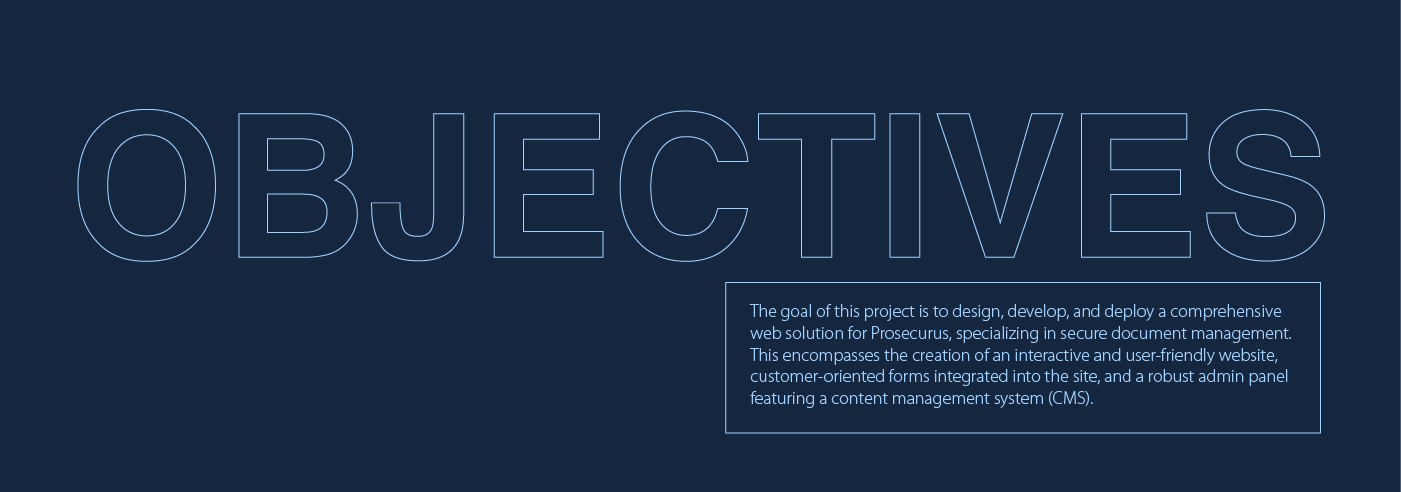 OBJECTIVES
The goal of this project is to design, develop, and deploy a comprehensive
web solution for Prosecurus, specializing in secure document management.
This encompasses the creation of an interactive and user-friendly website,
customer-oriented forms integrated into the site, and a robust admin panel
featuring a content management system (CMS).